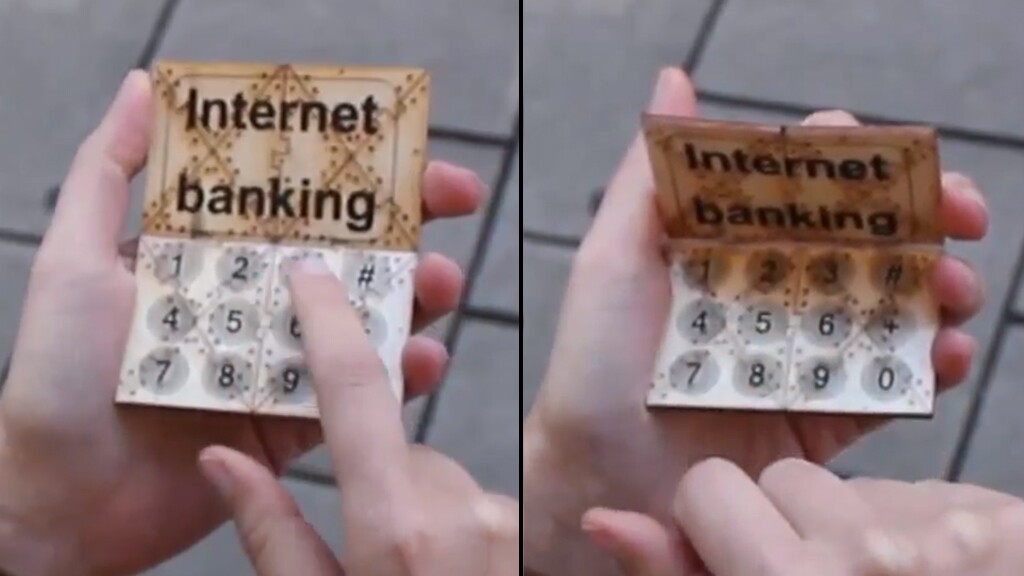 Internet
banking
1 2 #
4 5 6
7 8 9
Internet
banking
1 2 3 #
4 5 6 +
7 8 9 0